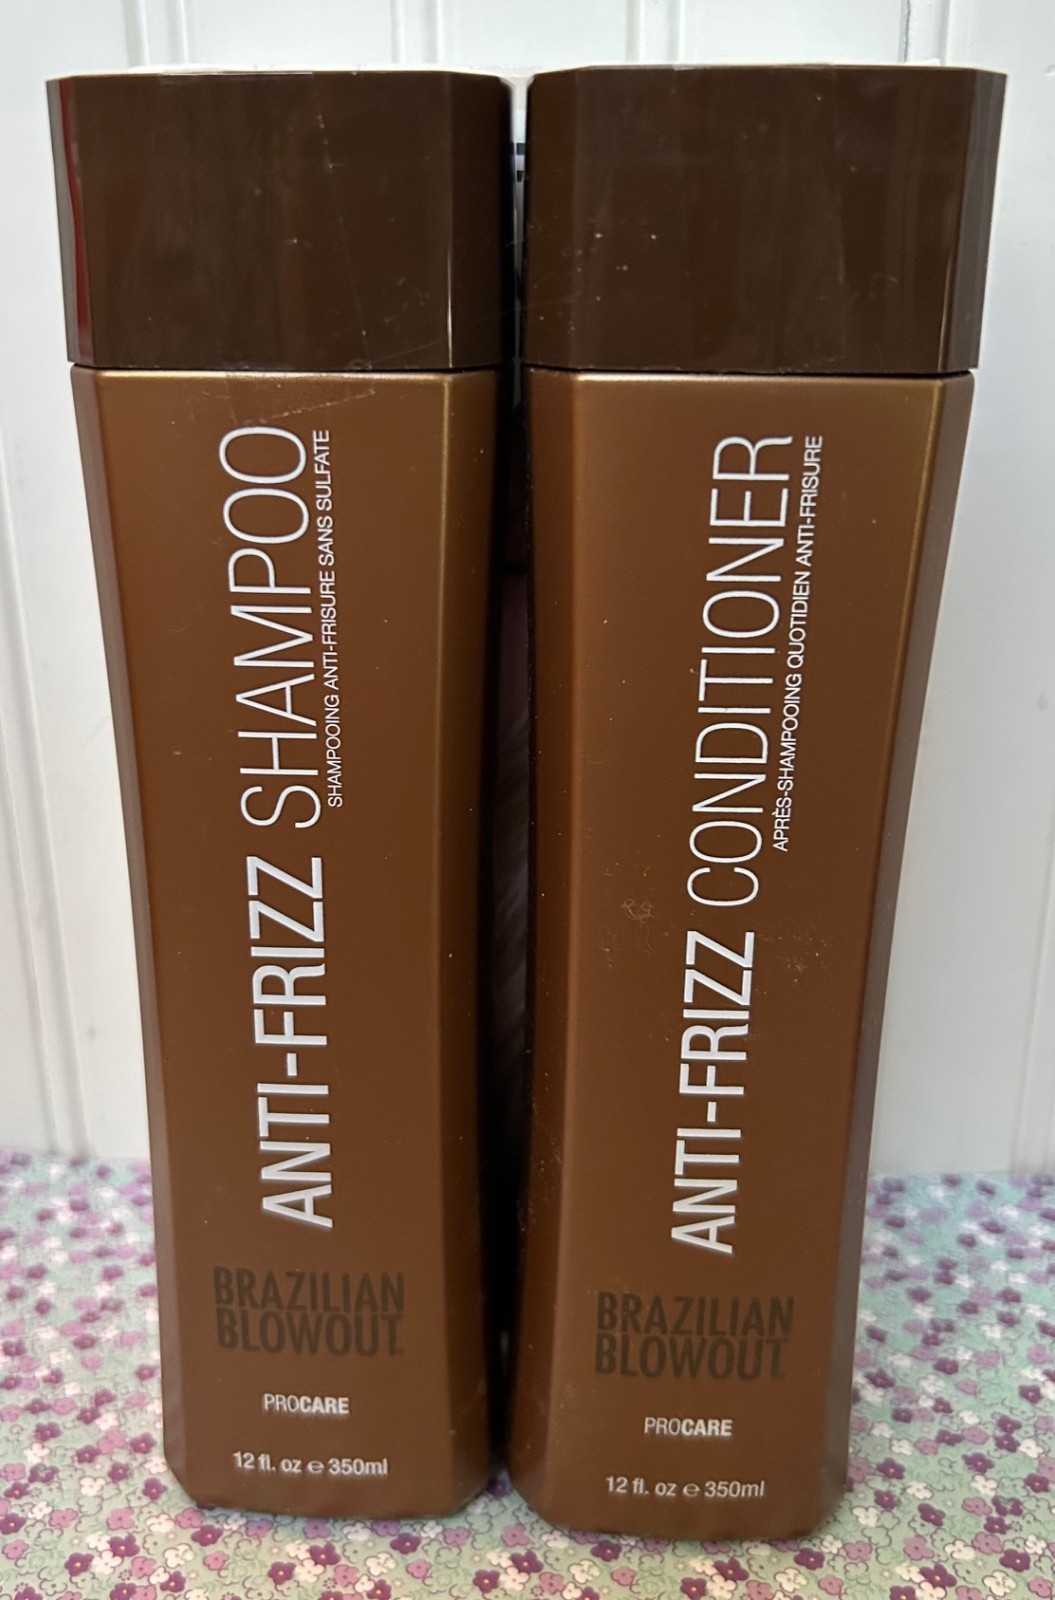 ANTI-FRIZZ SHAMPOO
SHAMPOOING ANTI-FRISURE SANS SULFATE
BRAZILIAN
BLOWOUT
PROCARE
12 fl. oz e 350ml
ANTI-FRIZZ CONDITIONER
APRÈS-SHAMPOOING QUOTIDIEN ANTI-FRISURE
BRAZILIAN
BLOWOUT
PROCARE
12 fl. oz e 350ml